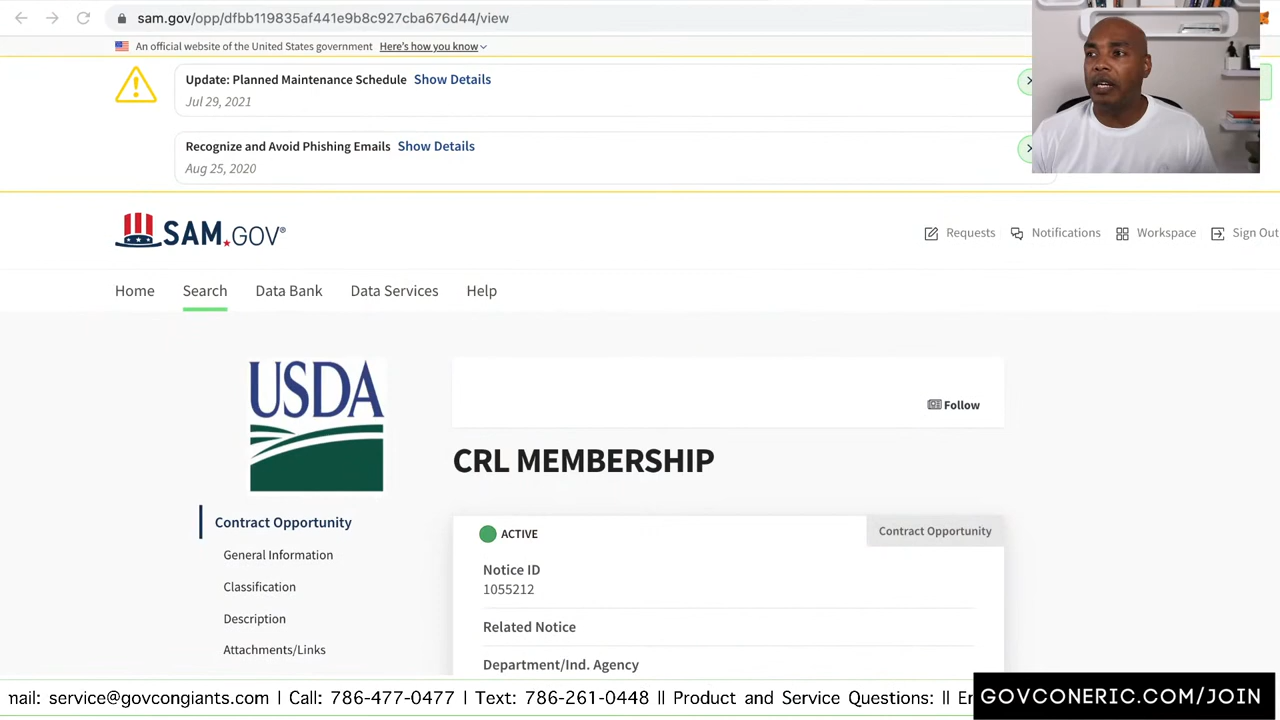 sam.gov/opp/dfbb119835af441e9b8c927cba676d44/view
An official website of the United States government Here's how you know
Update: Planned Maintenance Schedule Show Details
Jul 29, 2021
Recognize and Avoid Phishing Emails Show Details
Aug 25, 2020
SAM.GOV®
Requests Notifications Workspace Sign Out
Home Search Data Bank Data Services Help
USDA
Follow
CRL MEMBERSHIP
Contract Opportunity
General Information
Classification
Description
Attachments/Links
ACTIVE
Contract Opportunity
Notice ID
1055212
Related Notice
Department/Ind. Agency
mail: service@govcongiants.com | Call: 786-477-0477 | Text: 786-261-0448 || Product and Service Questions: || En
GOVCONERIC.COM/JOIN